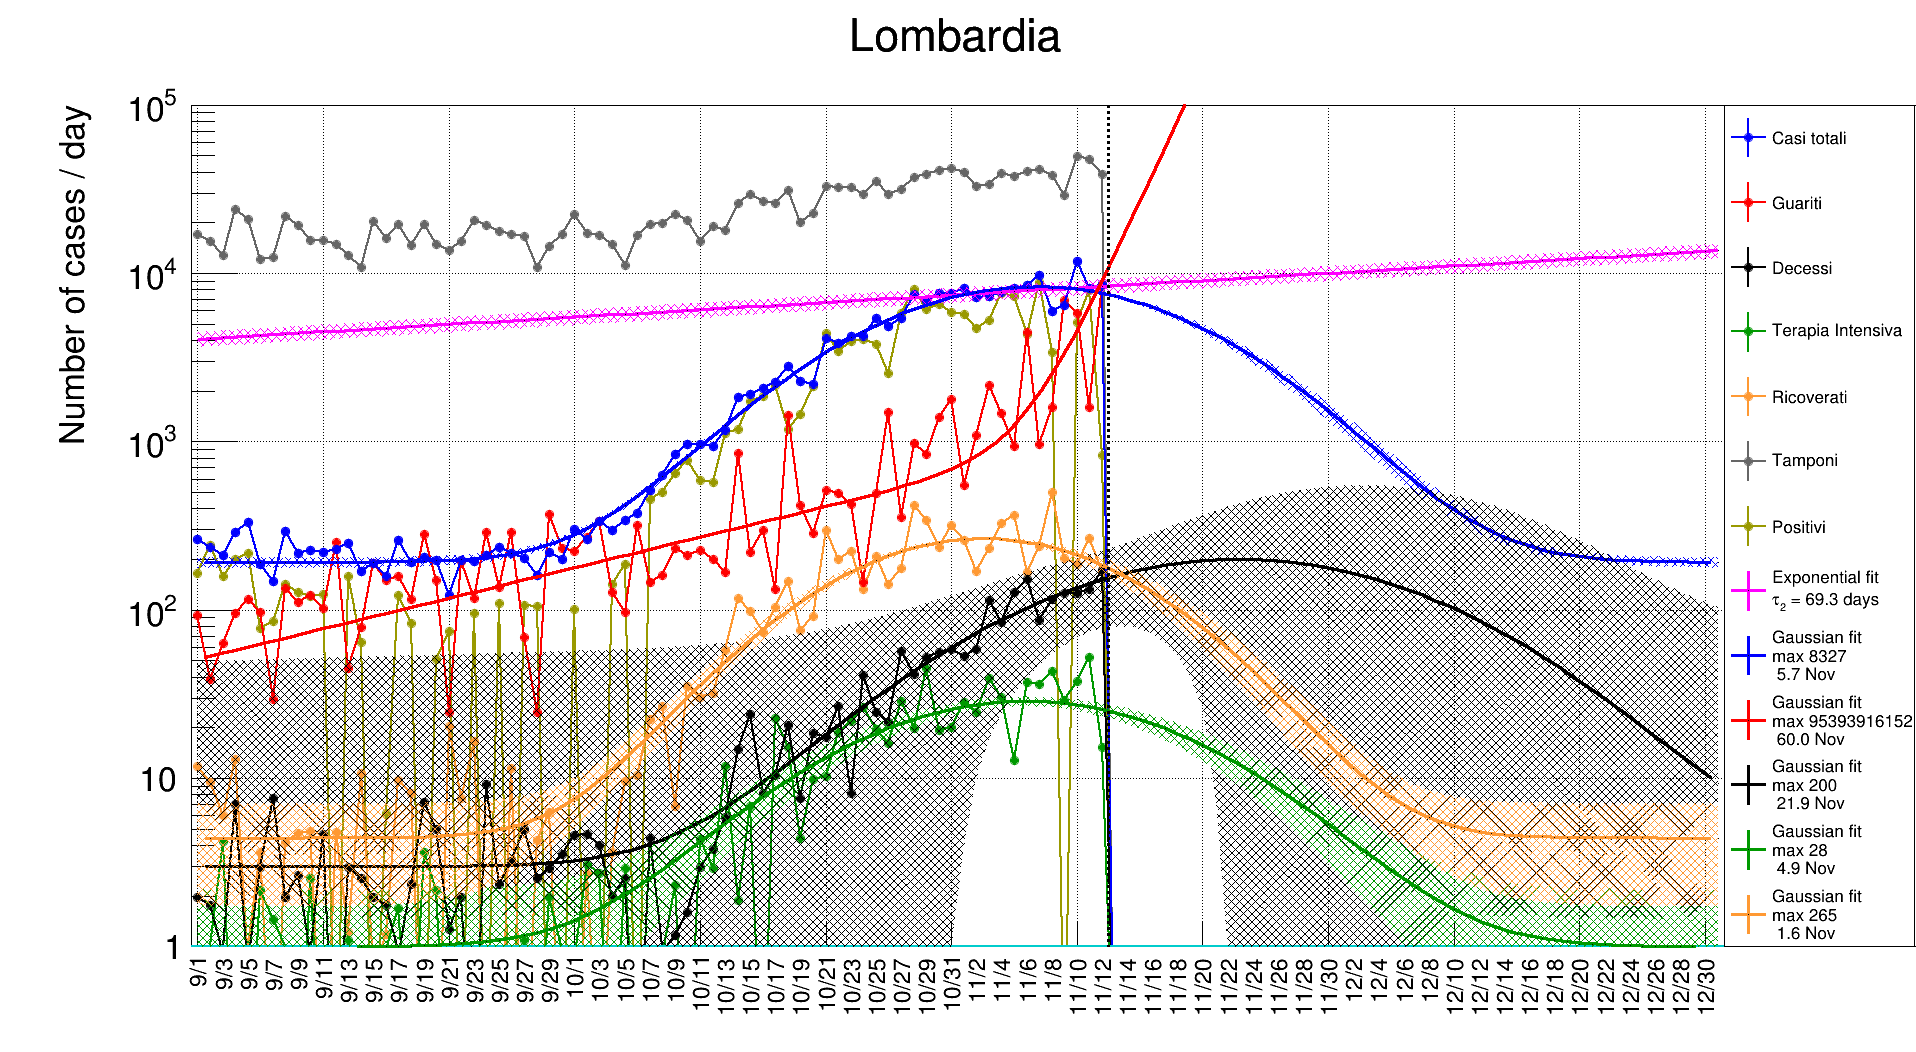 Lombardia
Number of cases / day
10^5
10^4
10^3
10^2
10
1
9/1
9/3
9/5
9/7
9/9
9/11
9/13
9/15
9/17
9/19
9/21
9/23
9/25
9/27
9/29
10/1
10/3
10/5
10/7
10/9
10/11
10/13
10/15
10/17
10/19
10/21
10/23
10/25
10/27
10/29
10/31
11/2
11/4
11/6
11/8
11/10
11/12
11/14
11/16
11/18
11/20
11/22
11/24
11/26
11/28
11/30
12/2
12/4
12/6
12/8
12/10
12/12
12/14
12/16
12/18
12/20
12/22
12/24
12/26
12/28
12/30
Casi totali
Guariti
Decessi
Terapia Intensiva
Ricoverati
Tamponi
Positivi
Exponential fit
τ2 = 69.3 days
Gaussian fit
max 8327
5.7 Nov
Gaussian fit
max 95393916152
60.0 Nov
Gaussian fit
max 200
21.9 Nov
Gaussian fit
max 28
4.9 Nov
Gaussian fit
max 265
1.6 Nov